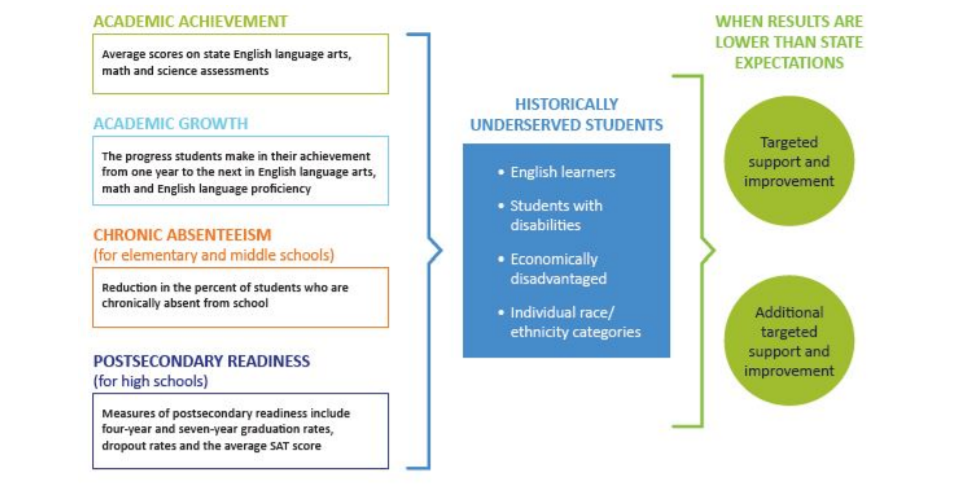 ACADEMIC ACHIEVEMENT
Average scores on state English language arts,
math and science assessments
ACADEMIC GROWTH
The progress students make in their achievement
from one year to the next in English language arts,
math and English language proficiency
CHRONIC ABSENTEEISM
(for elementary and middle schools)
Reduction in the percent of students who are
chronically absent from school
POSTSECONDARY READINESS
(for high schools)
Measures of postsecondary readiness include
four-year and seven-year graduation rates,
dropout rates and the average SAT score
HISTORICALLY
UNDERSERVED STUDENTS
• English learners
• Students with
disabilities
• Economically
disadvantaged
• Individual race/
ethnicity categories
WHEN RESULTS ARE
LOWER THAN STATE
EXPECTATIONS
Targeted
support and
improvement
Additional
targeted
support and
improvement